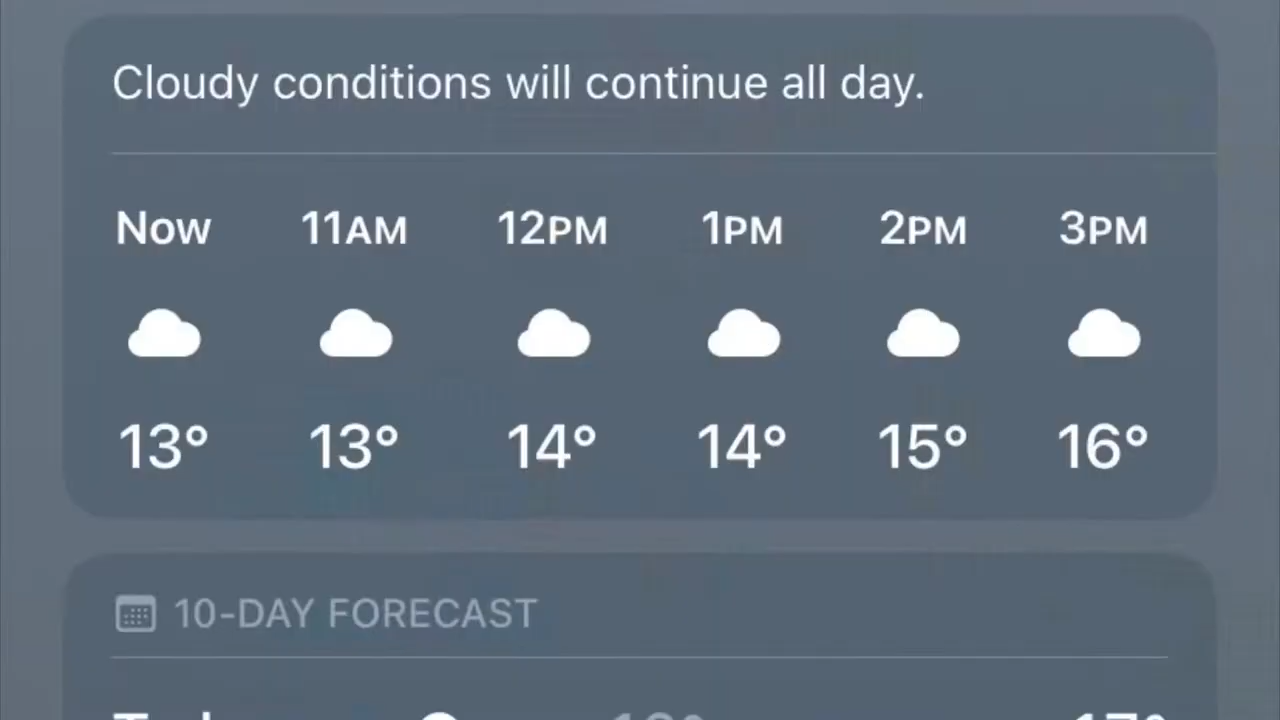 Cloudy conditions will continue all day.
Now 11AM 12PM 1PM 2PM 3PM
13° 13° 14° 14° 15° 16°
10-DAY FORECAST